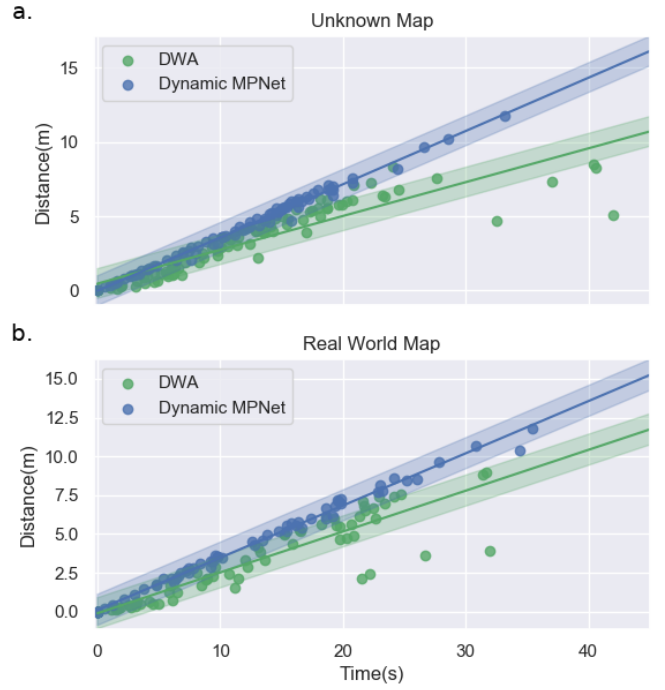 a.
Unknown Map
DWA
Dynamic MPNet
Distance(m)
15
10
5
0
b.
Real World Map
DWA
Dynamic MPNet
Distance(m)
15.0
12.5
10.0
7.5
5.0
2.5
0.0
0 10 20 30 40
Time(s)